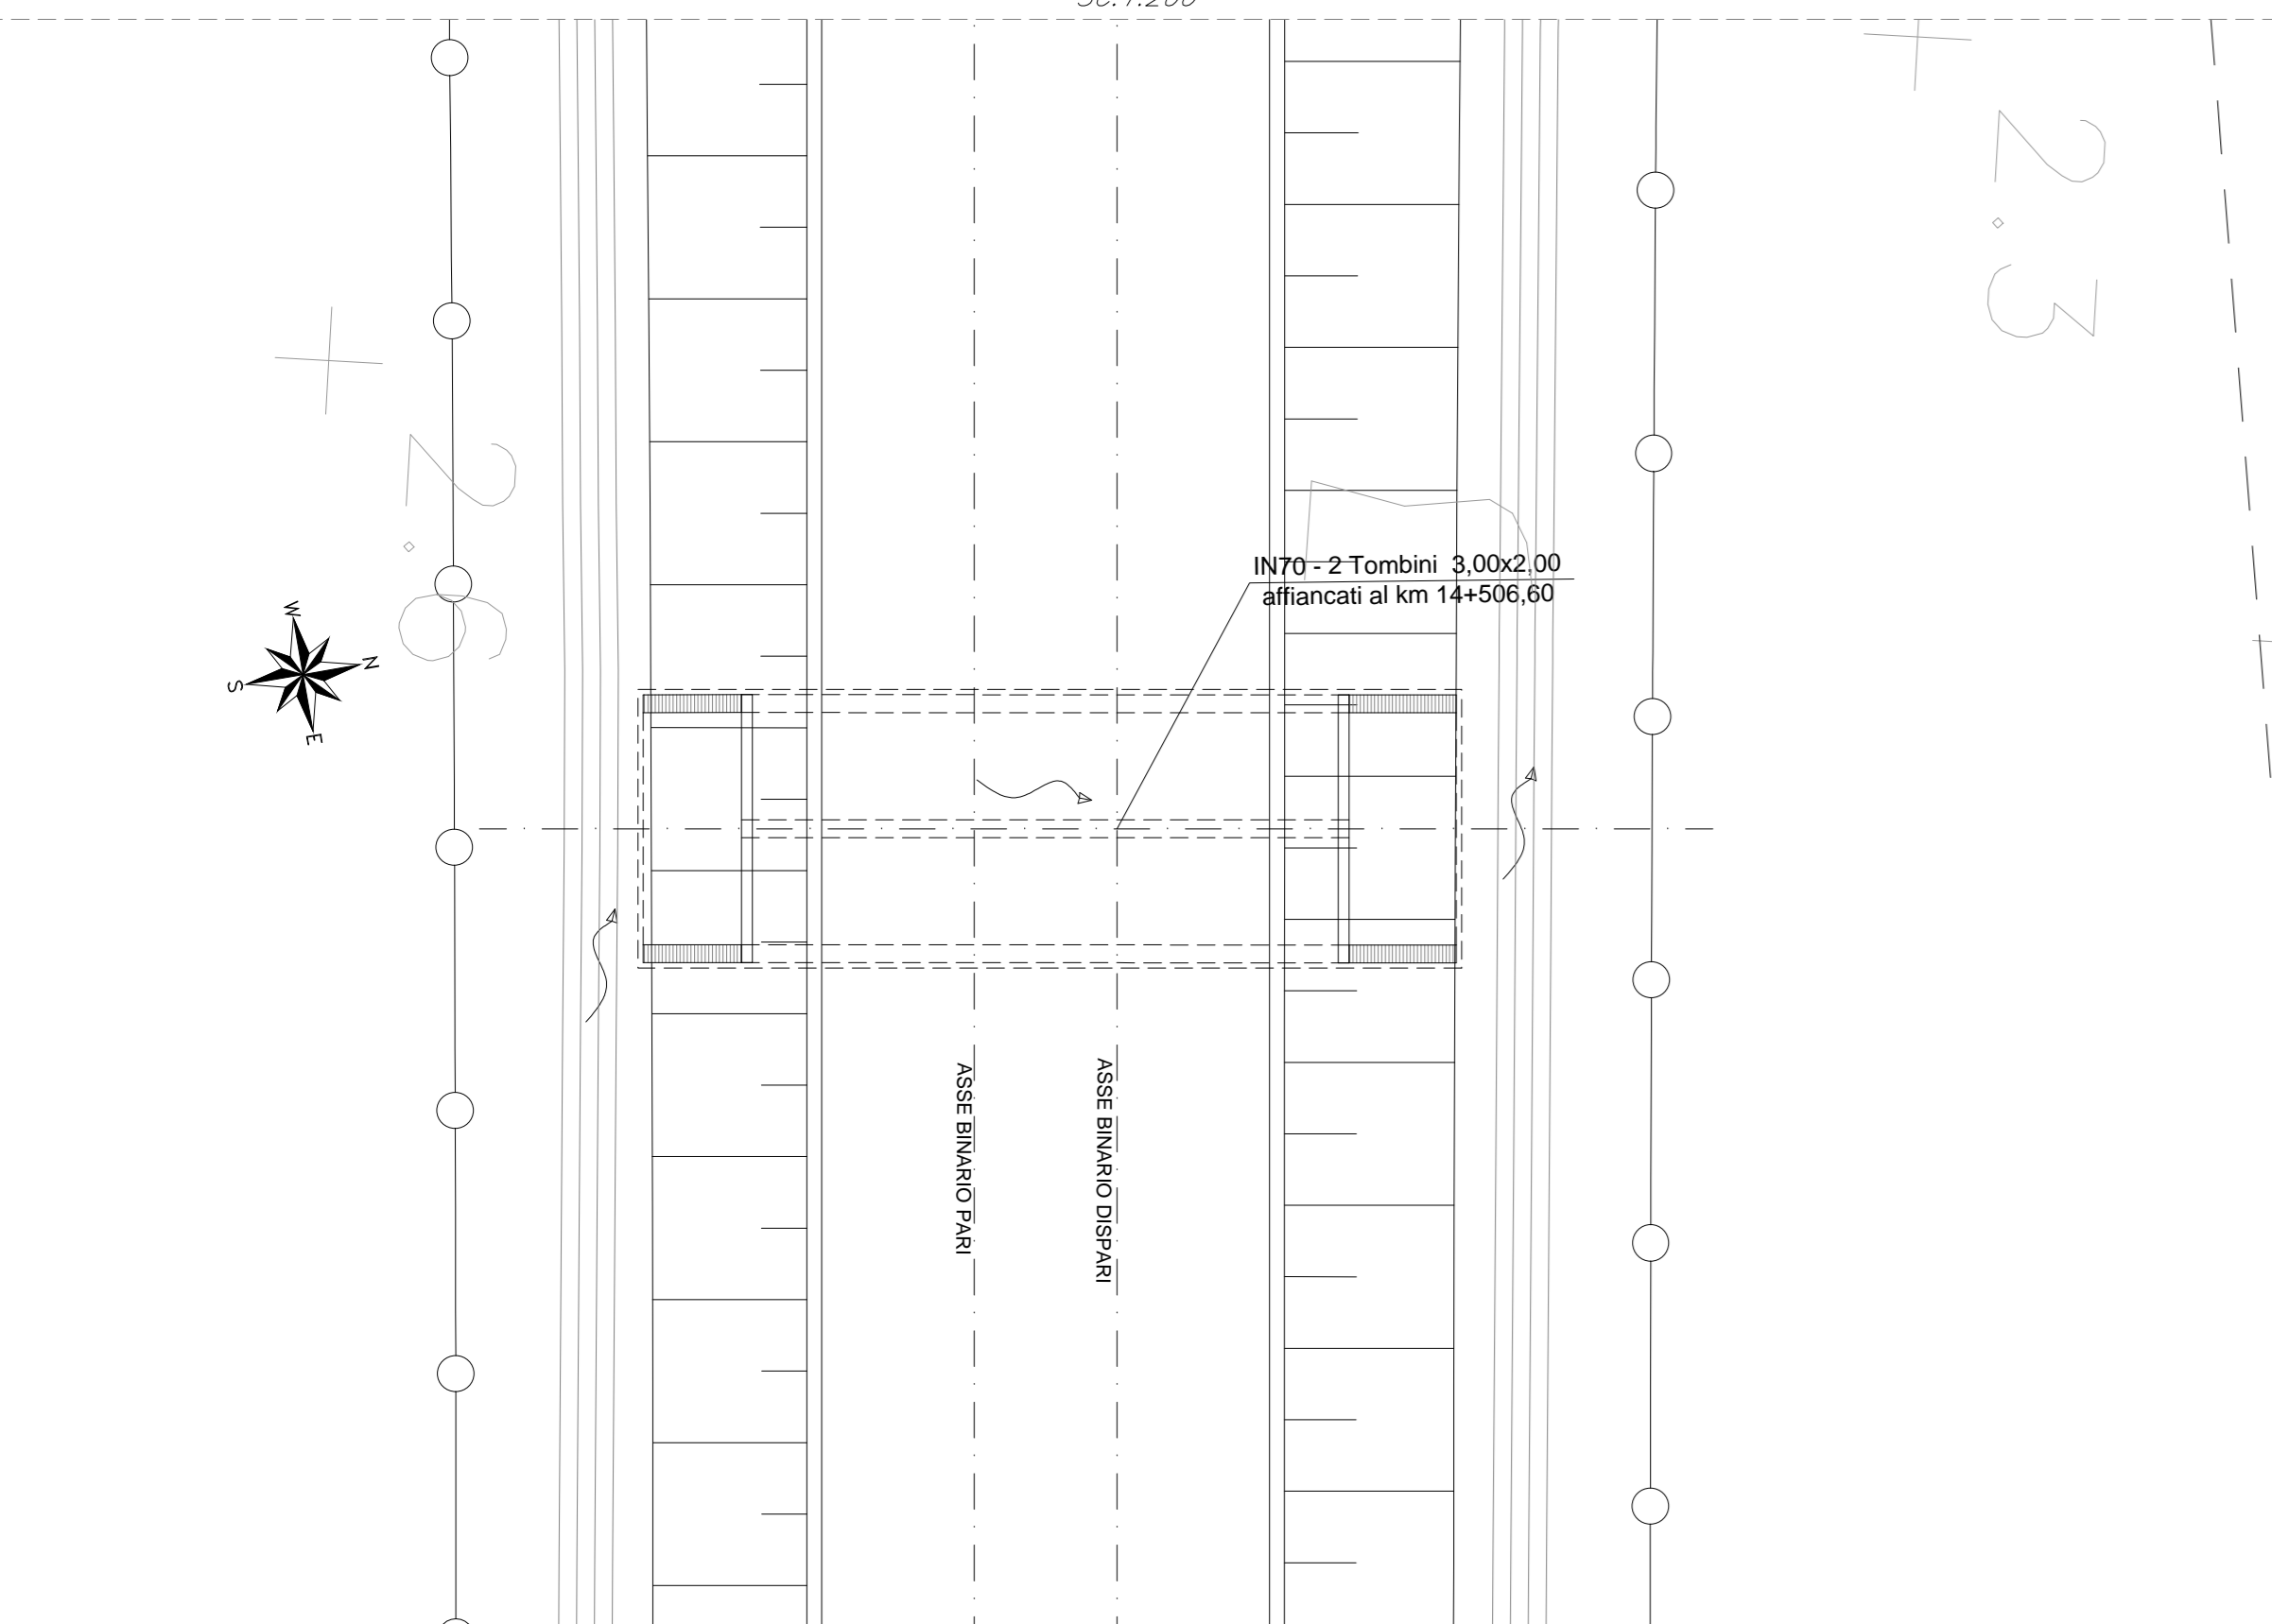 2.3
2.9
IN70 - 2 Tombini 3,00x2,00
affiancati al km 14+506,60
W
N
S
E
ASSE BINARIO PARI
ASSE BINARIO DISPARI